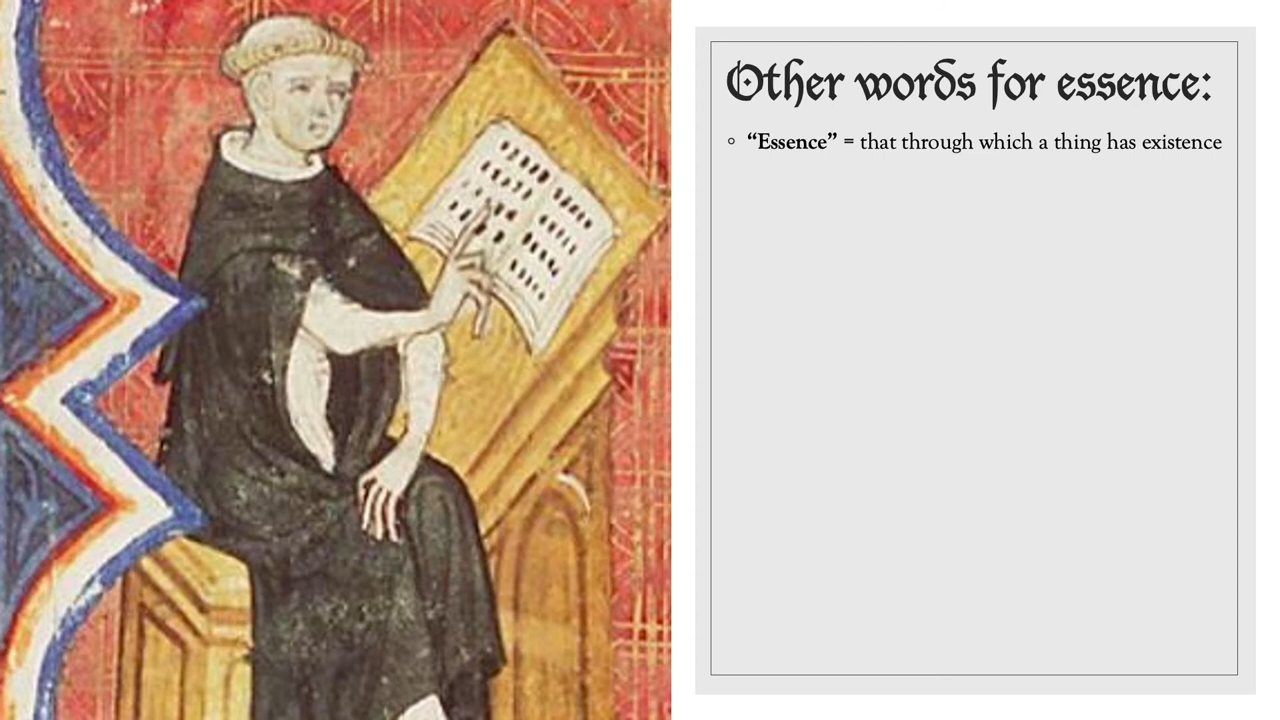 Other words for essence:
◦ “Essence” = that through which a thing has existence